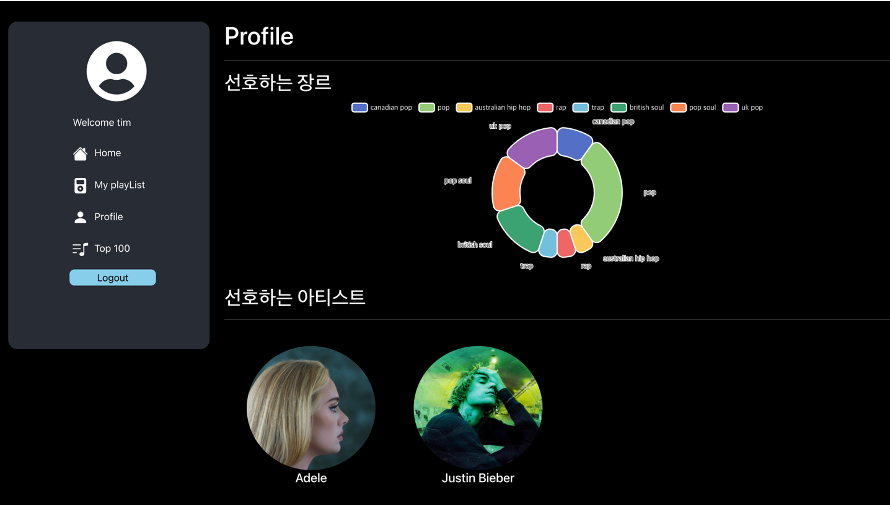 Profile
Welcome tim
Home
My playList
Profile
Top 100
Logout
선호하는 장르
canadian pop pop australian hip hop rap trap british soul pop soul uk pop
uk pop
canadian pop
pop soul
pop
british soul
australian hip hop
trap
rap
선호하는 아티스트
Adele
Justin Bieber